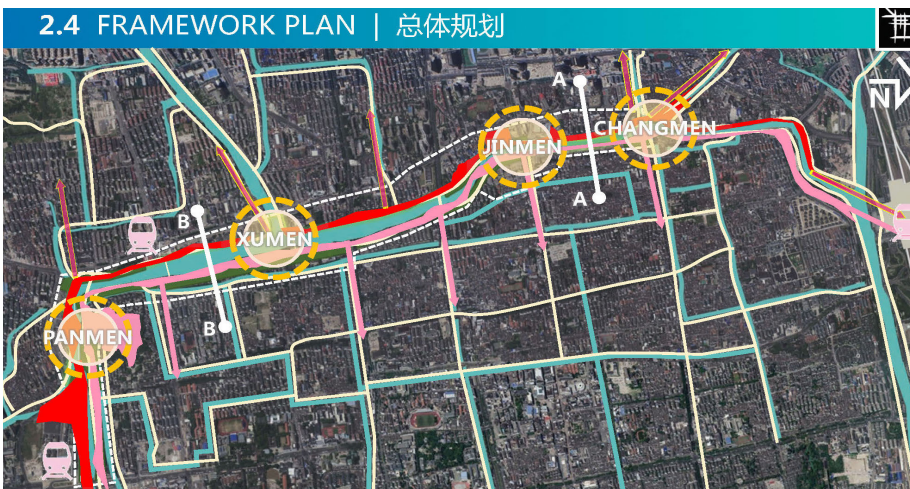 2.4 FRAMEWORK PLAN | 总体规划
N
A
CHANGMEN
JINMEN
A
B
XUMEN
B
PANMEN